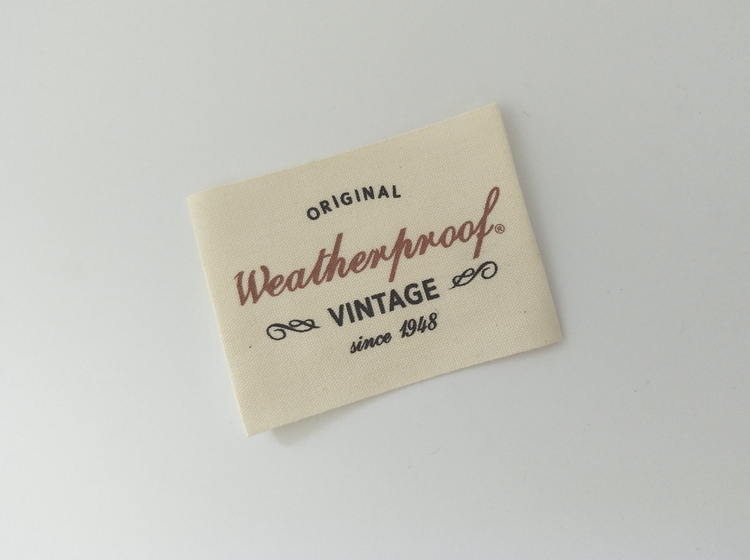 ORIGINAL
Weatherproof®
VINTAGE
since 1948